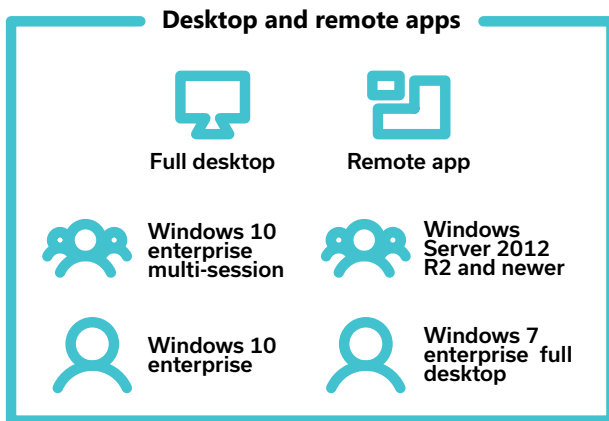 Desktop and remote apps
Full desktop
Remote app
Windows 10
enterprise
multi-session
Windows
Server 2012
R2 and newer
Windows 10
enterprise
Windows 7
enterprise full
desktop